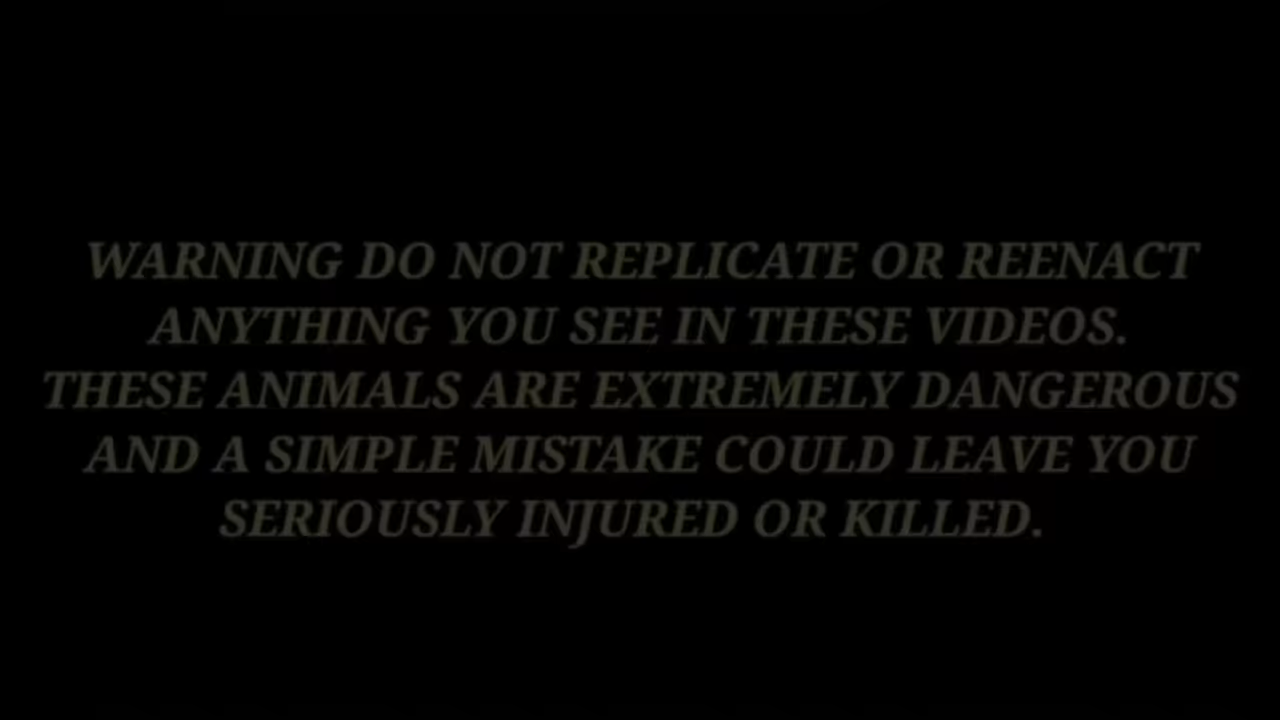 WARNING DO NOT REPLICATE OR REENACT
ANYTHING YOU SEE IN THESE VIDEOS.
THESE ANIMALS ARE EXTREMELY DANGEROUS
AND A SIMPLE MISTAKE COULD LEAVE YOU
SERIOUSLY INJURED OR KILLED.